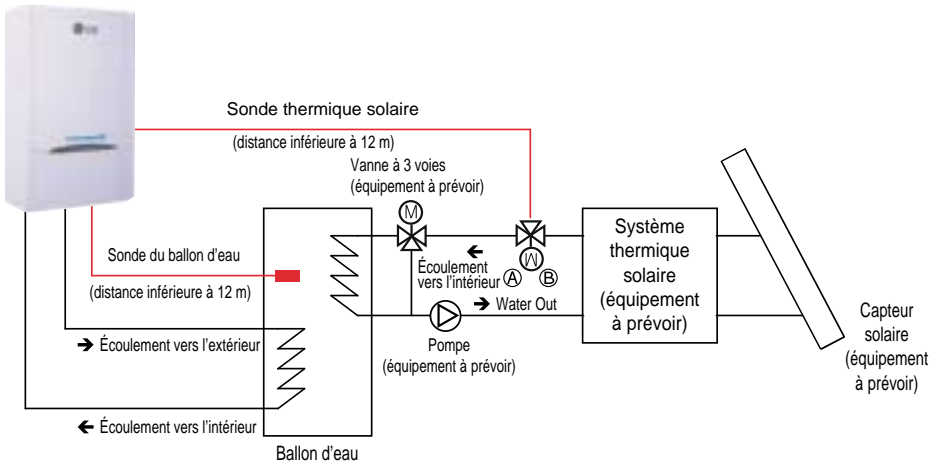 LG
Sonde thermique solaire
(distance inférieure à 12 m)
Vanne à 3 voies
(équipement à prévoir)
M
M
A
B
Écoulement
vers l'intérieur
Water Out
Système
thermique
solaire
(équipement
à prévoir)
Sonde du ballon d'eau
(distance inférieure à 12 m)
Écoulement vers l'extérieur
Écoulement vers l'intérieur
Pompe
(équipement à prévoir)
Capteur
solaire
(équipement
à prévoir)
Ballon d'eau